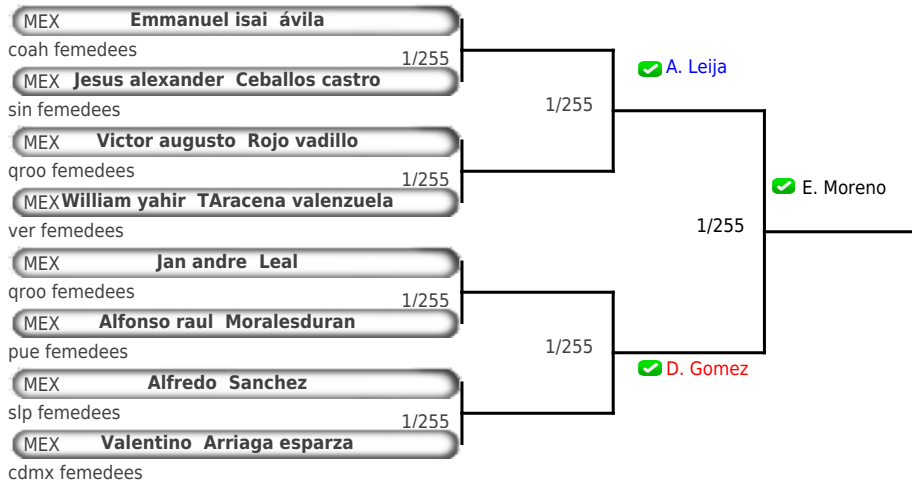 MEX Emmanuel isai ávila
coah femedees
1/255
MEX Jesus alexander Ceballos castro
sin femedees
A. Leija
1/255
MEX Victor augusto Rojo vadillo
qroo femedees
1/255
MEX William yahir TAracena valenzuela
ver femedees
E. Moreno
1/255
MEX Jan andre Leal
qroo femedees
1/255
MEX Alfonso raul Moralesduran
pue femedees
1/255
D. Gomez
MEX Alfredo Sanchez
slp femedees
1/255
MEX Valentino Arriaga esparza
cdmx femedees